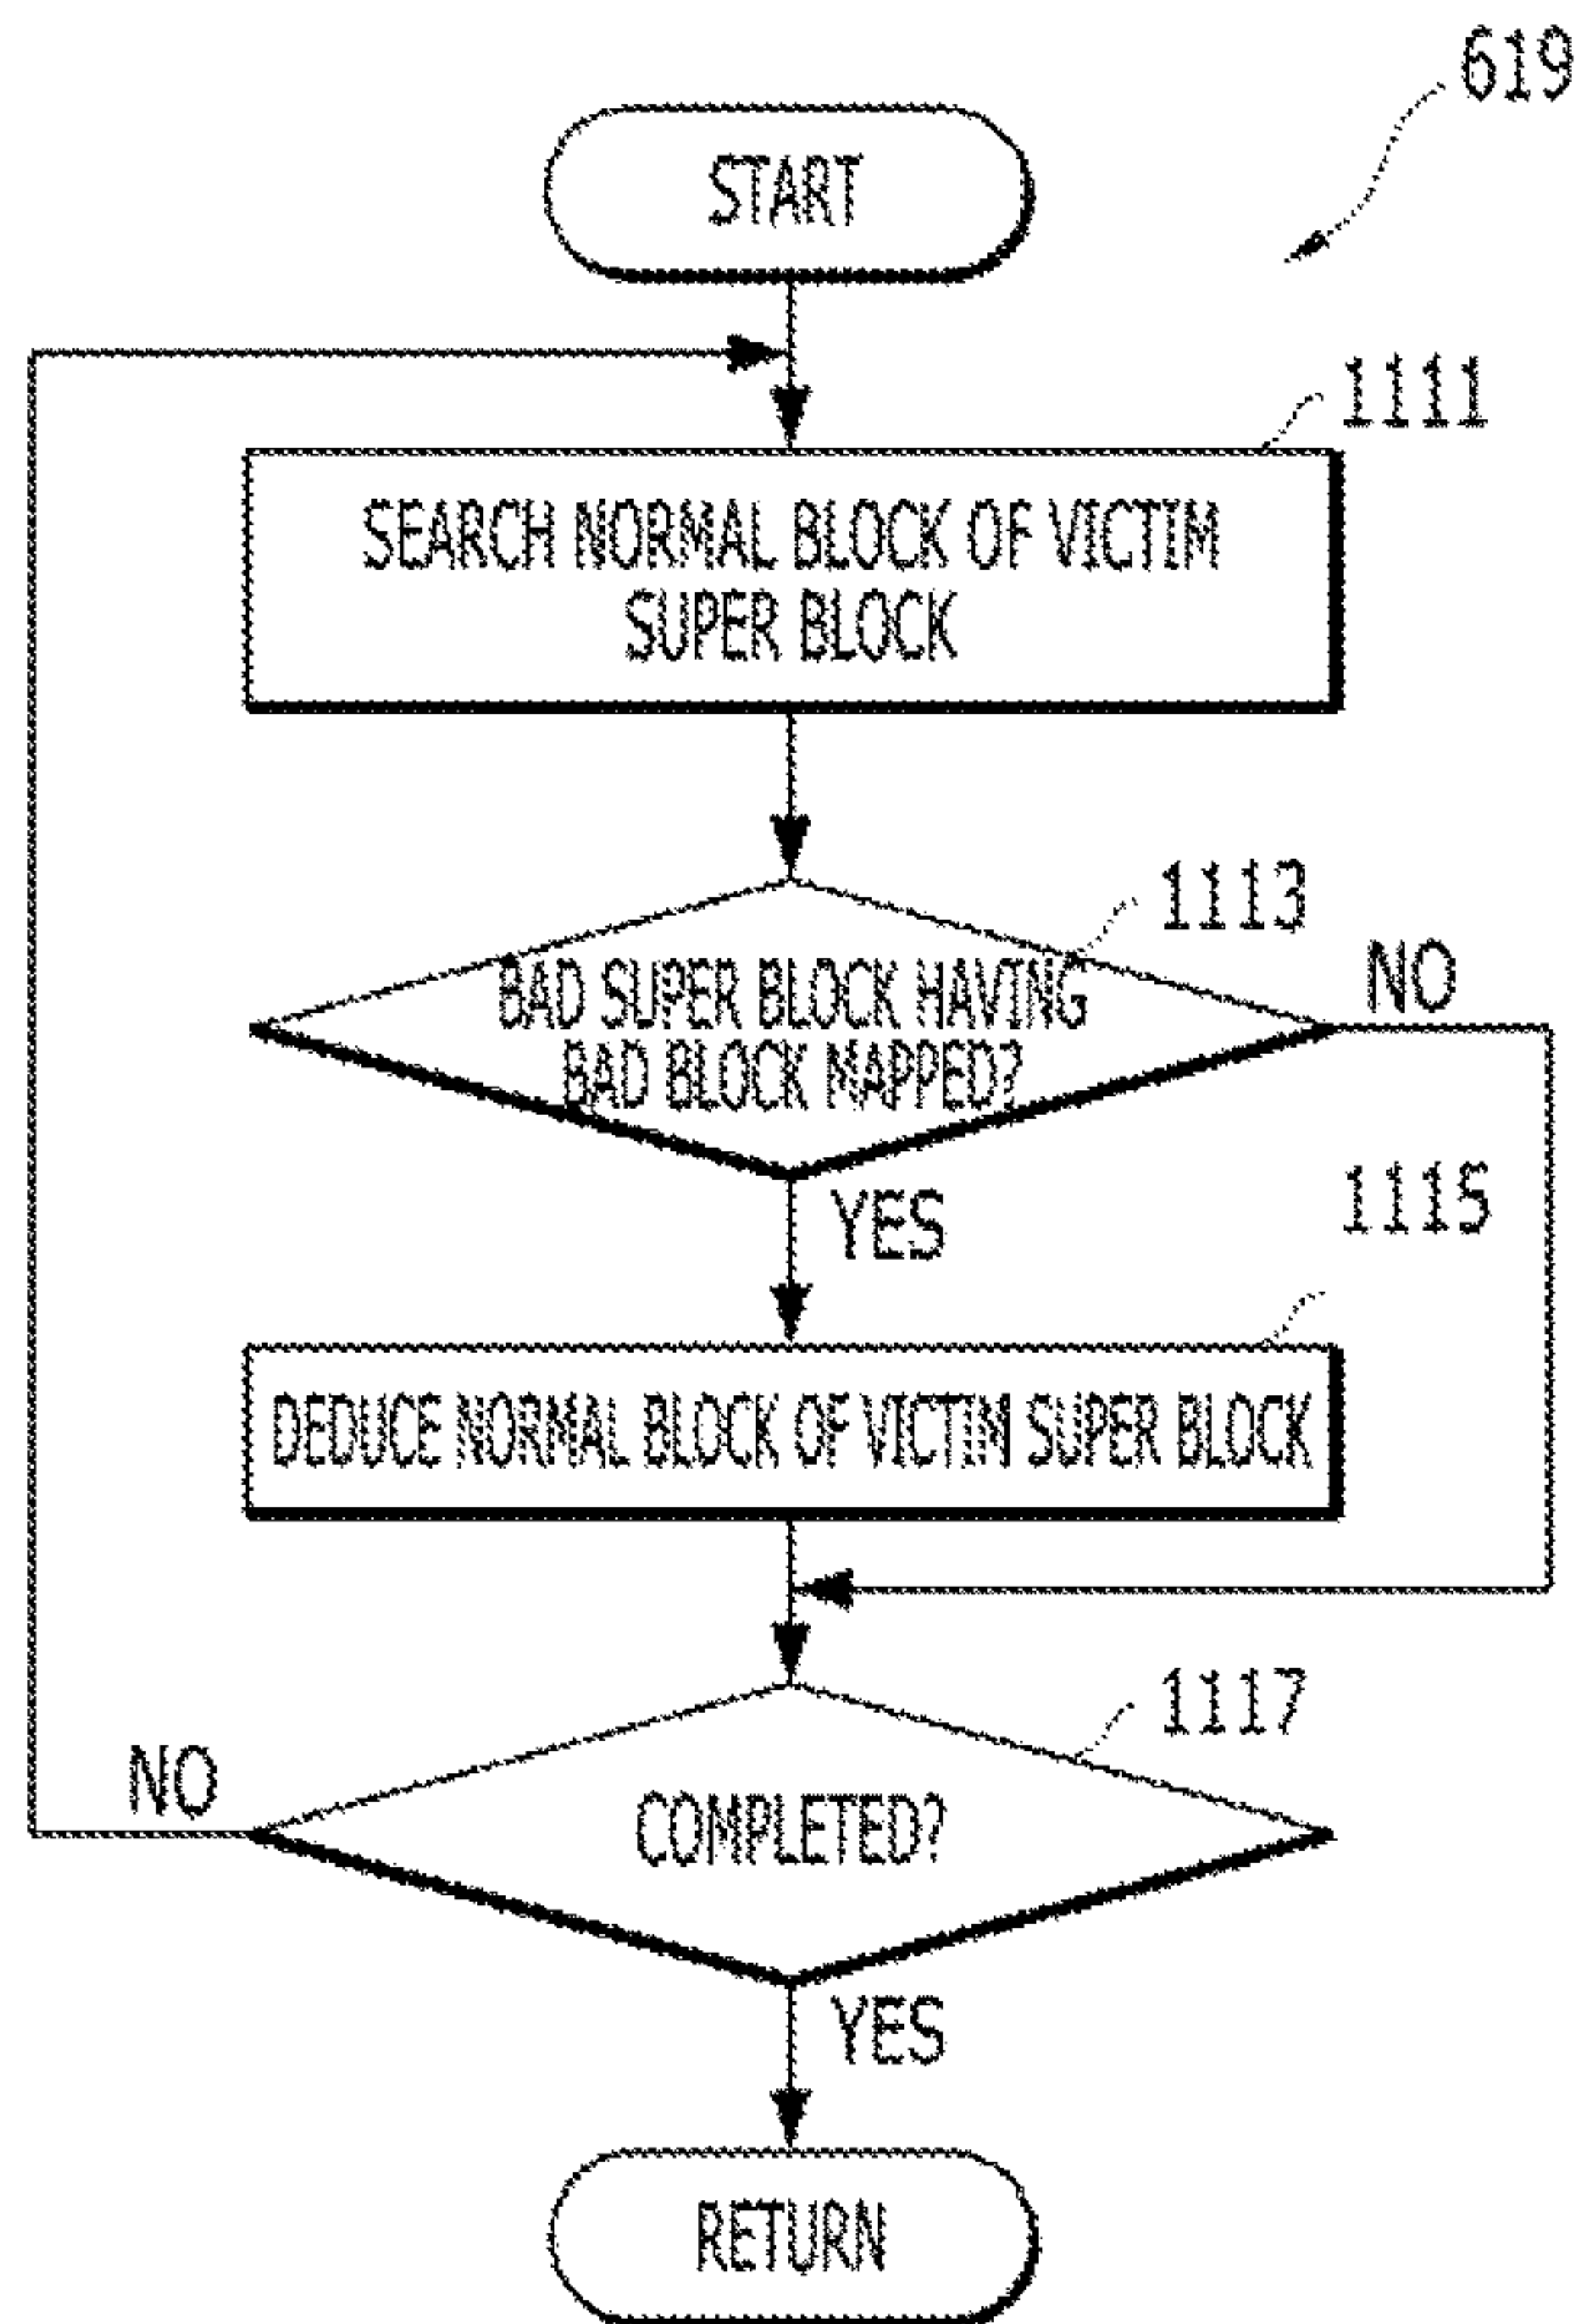 619
START
1111
SEARCH NORMAL BLOCK OF VICTIM
SUPER BLOCK
1113
BAD SUPER BLOCK HAVING
BAD BLOCK MAPPED?
NO
YES
1115
DEDUCE NORMAL BLOCK OF VICTIM SUPER BLOCK
1117
COMPLETED?
NO
YES
RETURN